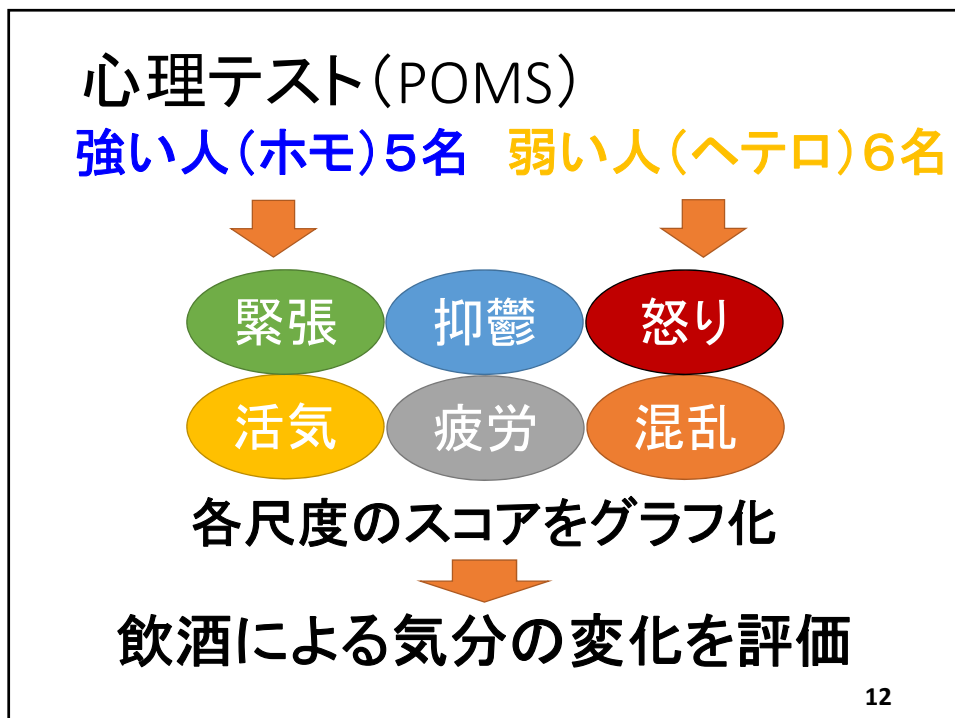 心理テスト（POMS）
強い人（ホモ）５名　弱い人（ヘテロ）６名
緊張　抑鬱　怒り
活気　疲労　混乱
各尺度のスコアをグラフ化
飲酒による気分の変化を評価
12